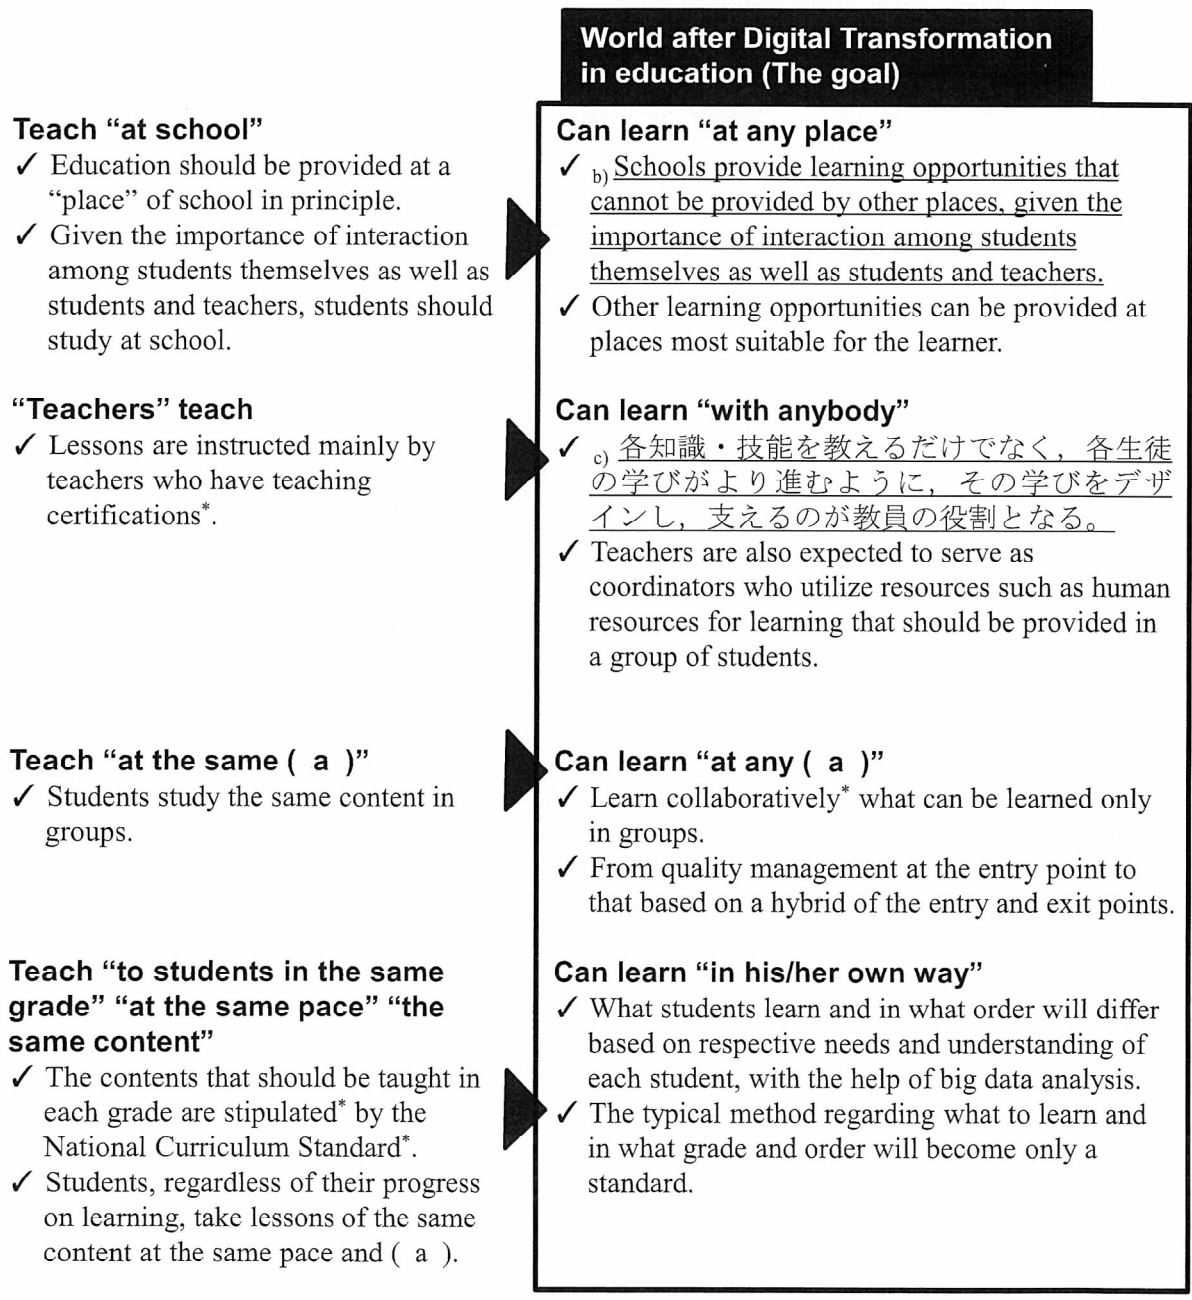 World after Digital Transformation
in education (The goal)
Teach “at school”
✓ Education should be provided at a
“place” of school in principle.
✓ Given the importance of interaction
among students themselves as well as
students and teachers, students should
study at school.
Can learn “at any place”
✓ b) Schools provide learning opportunities that
cannot be provided by other places, given the
importance of interaction among students
themselves as well as students and teachers.
✓ Other learning opportunities can be provided at
places most suitable for the learner.
“Teachers” teach
✓ Lessons are instructed mainly by
teachers who have teaching
certifications*.
Can learn “with anybody”
✓ c) 各知識・技能を教えるだけでなく，各生徒
の学びがより進むように，その学びをデザ
インし，支えるのが教員の役割となる。
✓ Teachers are also expected to serve as
coordinators who utilize resources such as human
resources for learning that should be provided in
a group of students.
Teach “at the same ( a )”
✓ Students study the same content in
groups.
Can learn “at any ( a )”
✓ Learn collaboratively* what can be learned only
in groups.
✓ From quality management at the entry point to
that based on a hybrid of the entry and exit points.
Teach “to students in the same
grade” “at the same pace” “the
same content”
✓ The contents that should be taught in
each grade are stipulated* by the
National Curriculum Standard*.
✓ Students, regardless of their progress
on learning, take lessons of the same
content at the same pace and ( a ).
Can learn “in his/her own way”
✓ What students learn and in what order will differ
based on respective needs and understanding of
each student, with the help of big data analysis.
✓ The typical method regarding what to learn and
in what grade and order will become only a
standard.